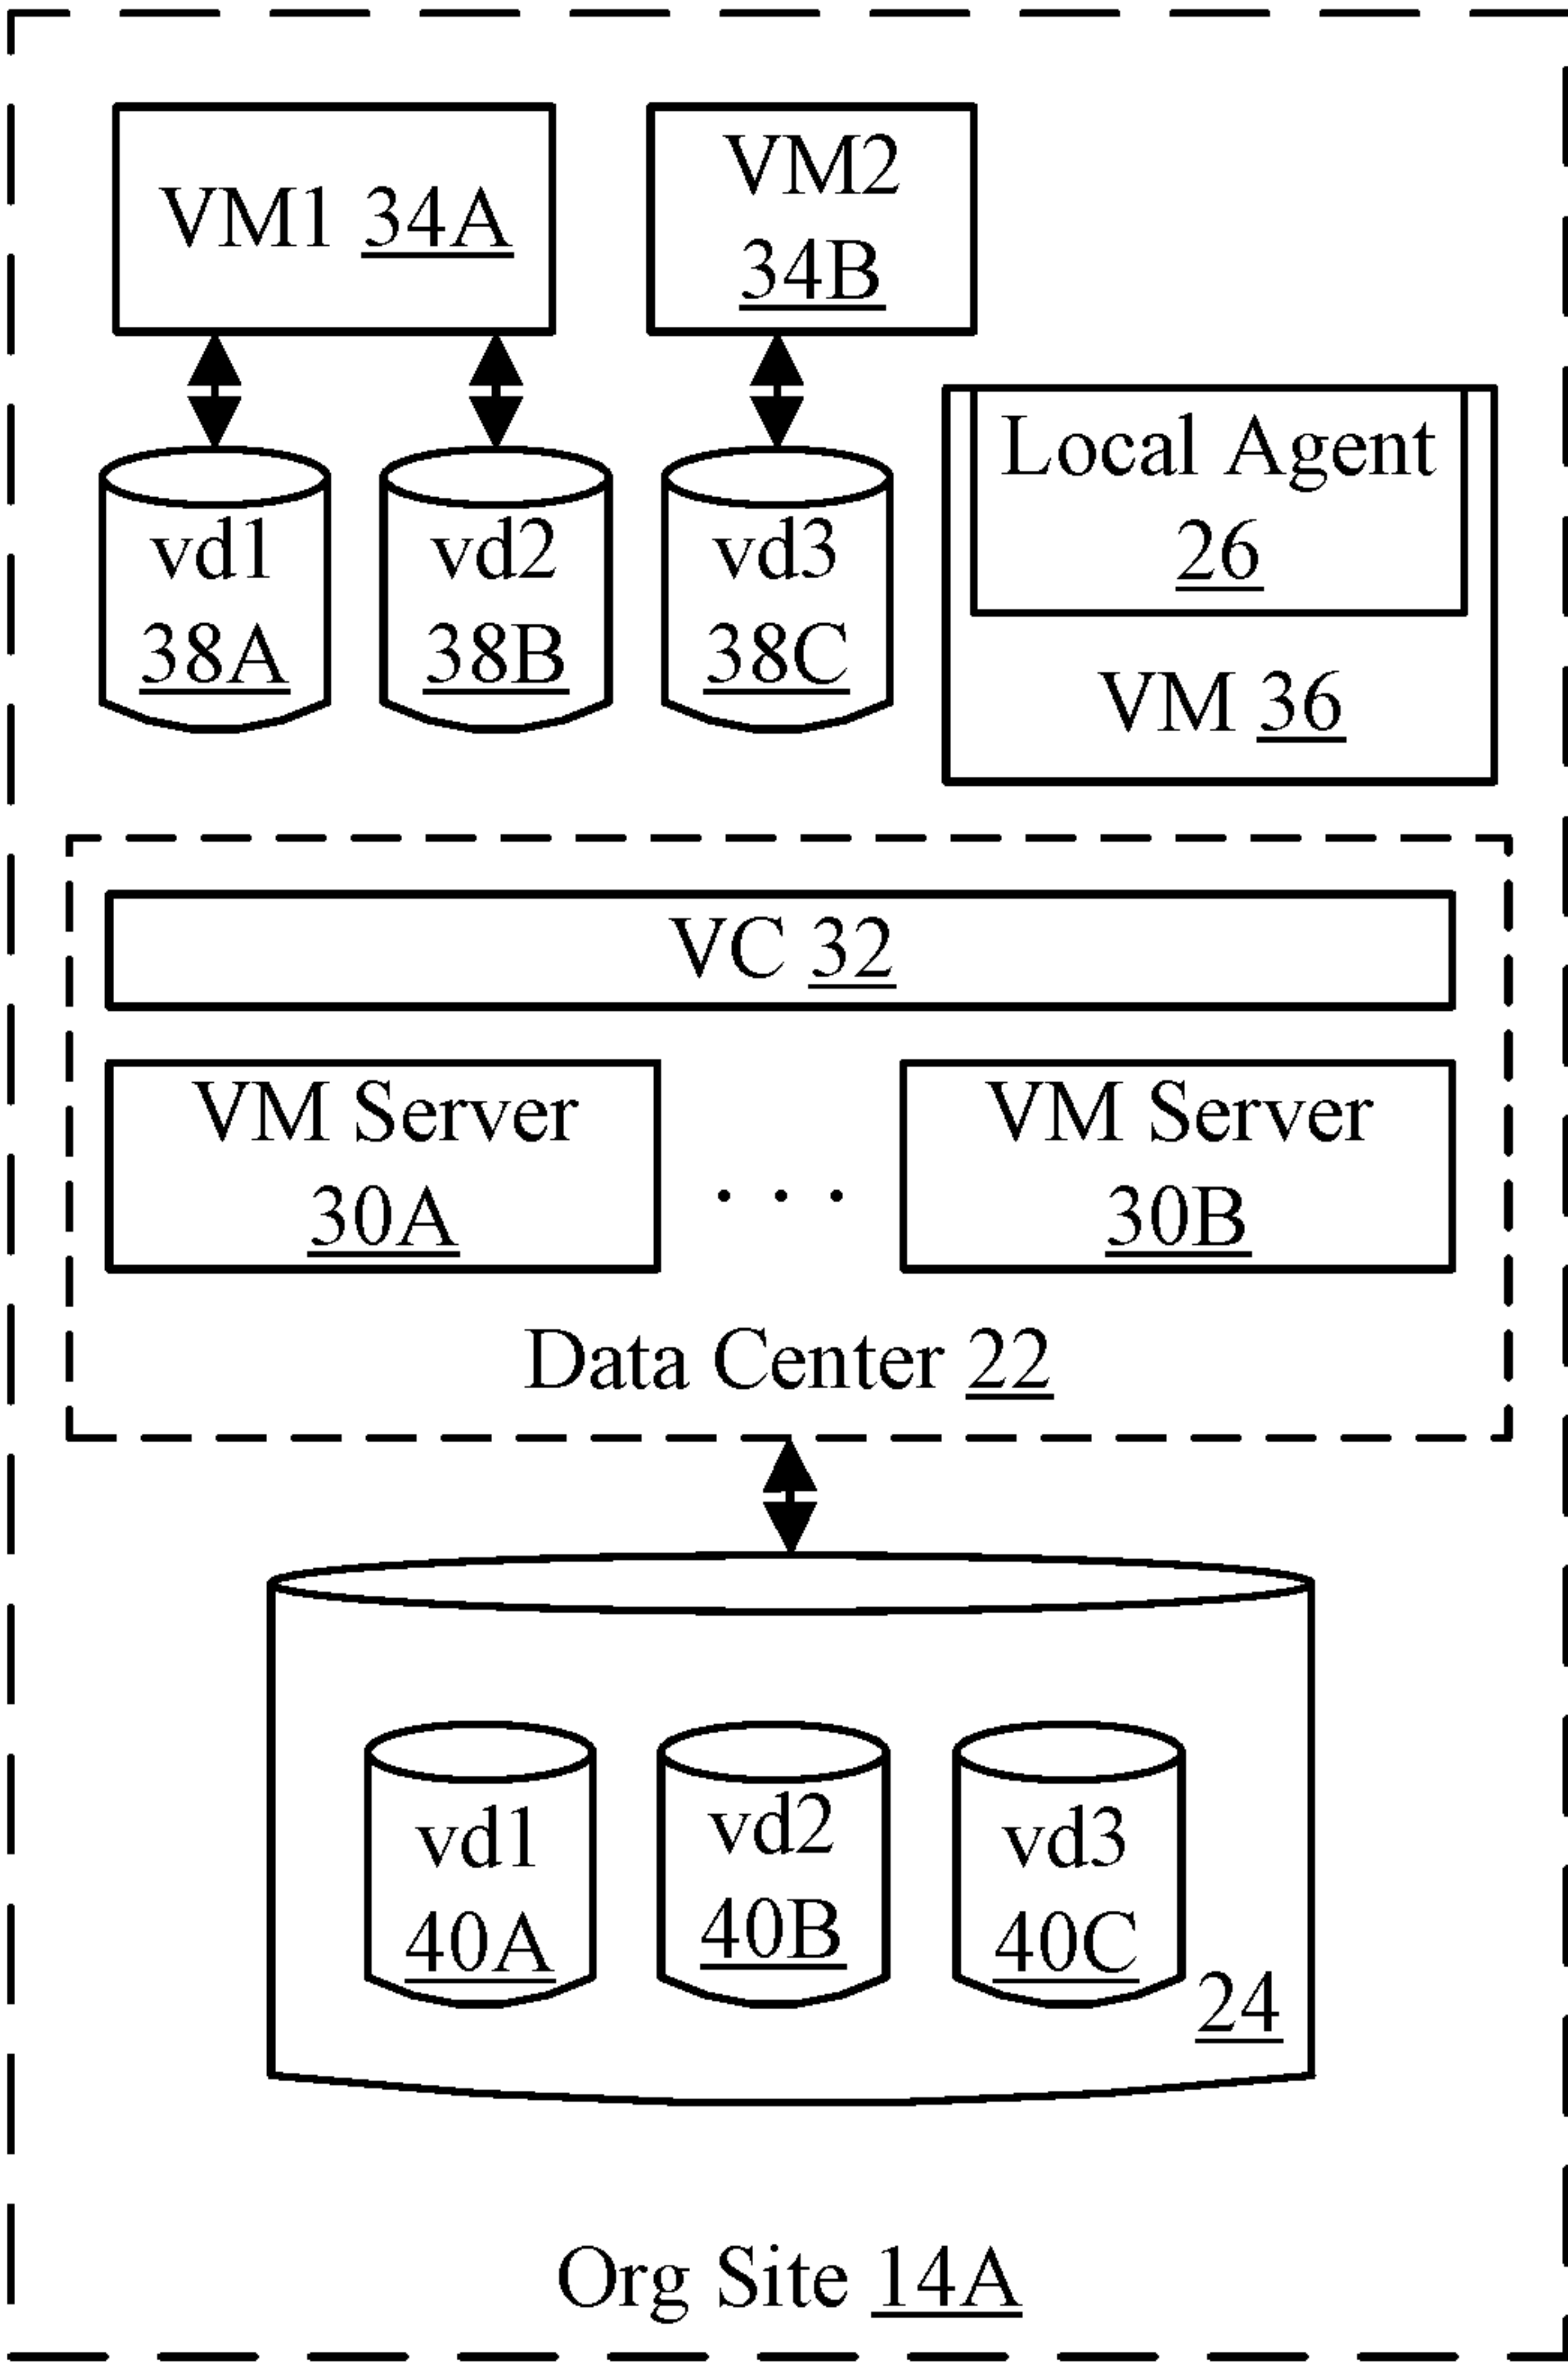 VM1 34A
VM2
34B
vd1
38A
vd2
38B
vd3
38C
Local Agent
26
VM 36
VC 32
VM Server
30A
. . .
VM Server
30B
Data Center 22
vd1
40A
vd2
40B
vd3
40C
24
Org Site 14A